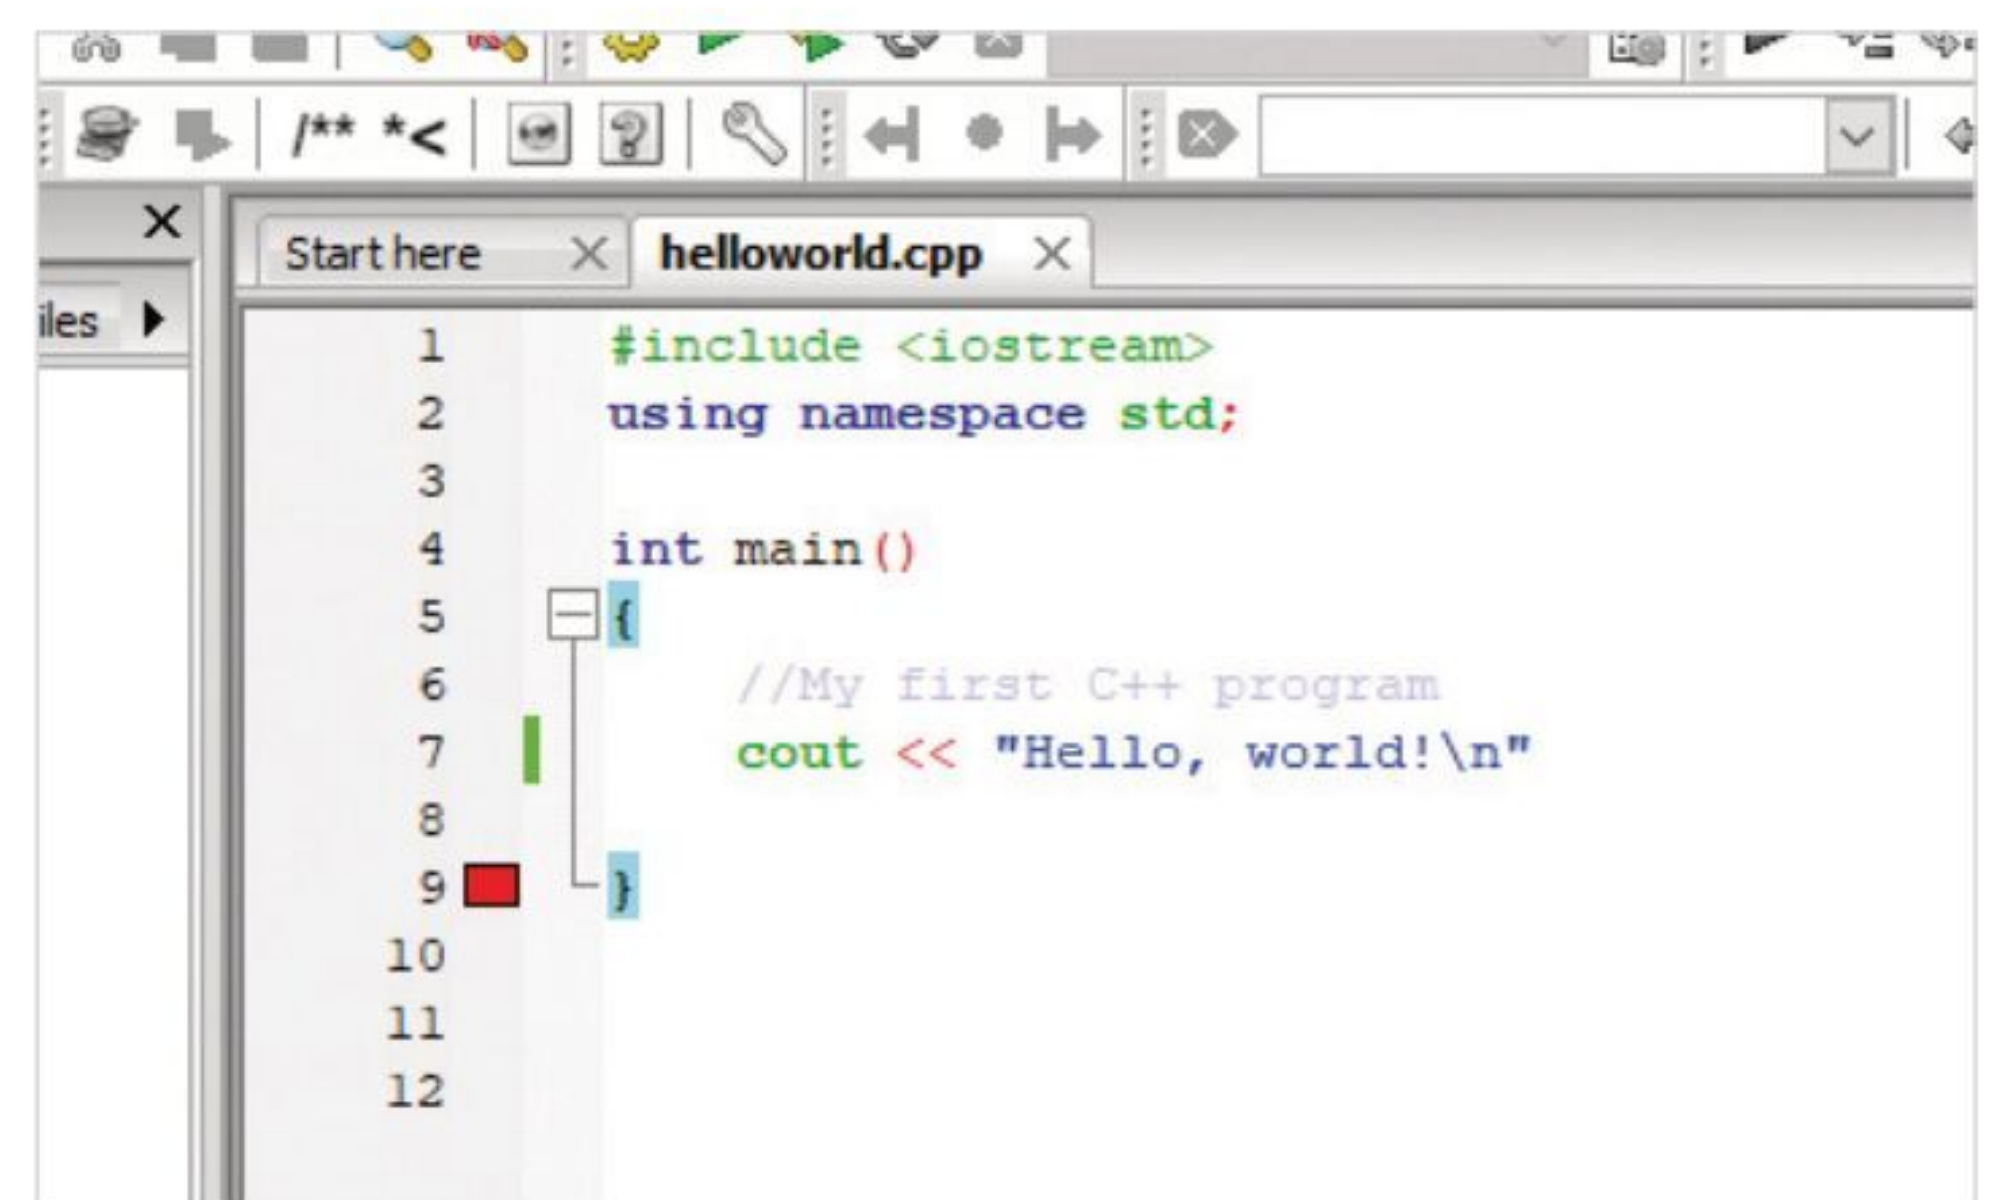 /** *<
Start here
helloworld.cpp
iles
1 #include <iostream>
2 using namespace std;
3
4 int main()
5 {
6 //My first C++ program
7 cout << "Hello, world!\n"
8
9 }
10
11
12